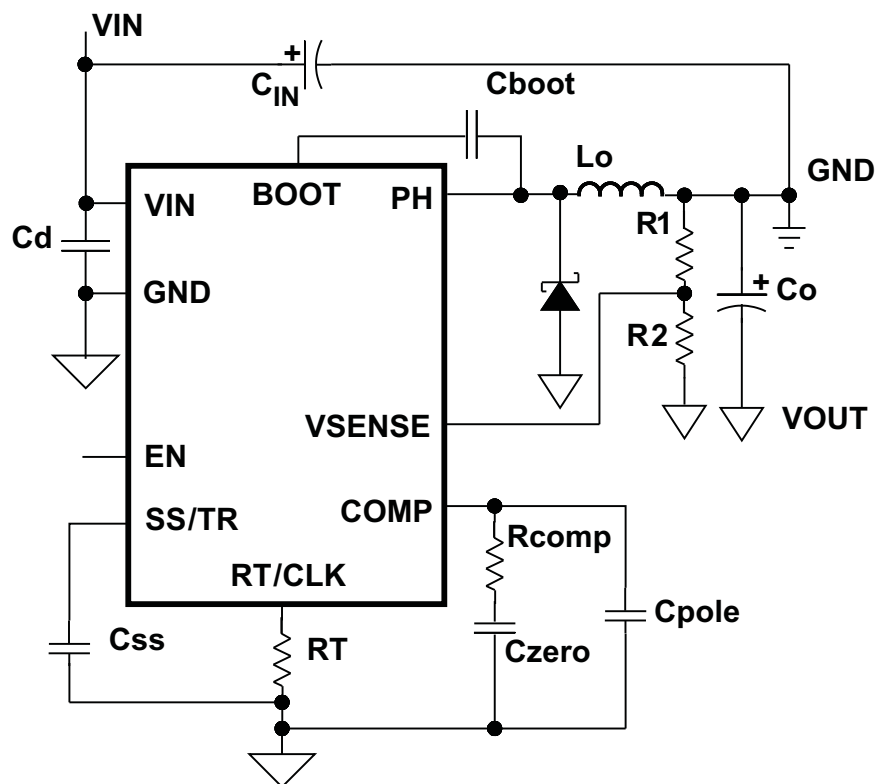 VIN
+
CIN
Cboot
Lo
GND
VIN
BOOT
PH
R1
Cd
GND
+
Co
R2
VSENSE
VOUT
EN
SS/TR
COMP
Rcomp
RT/CLK
Cpole
Css
RT
Czero